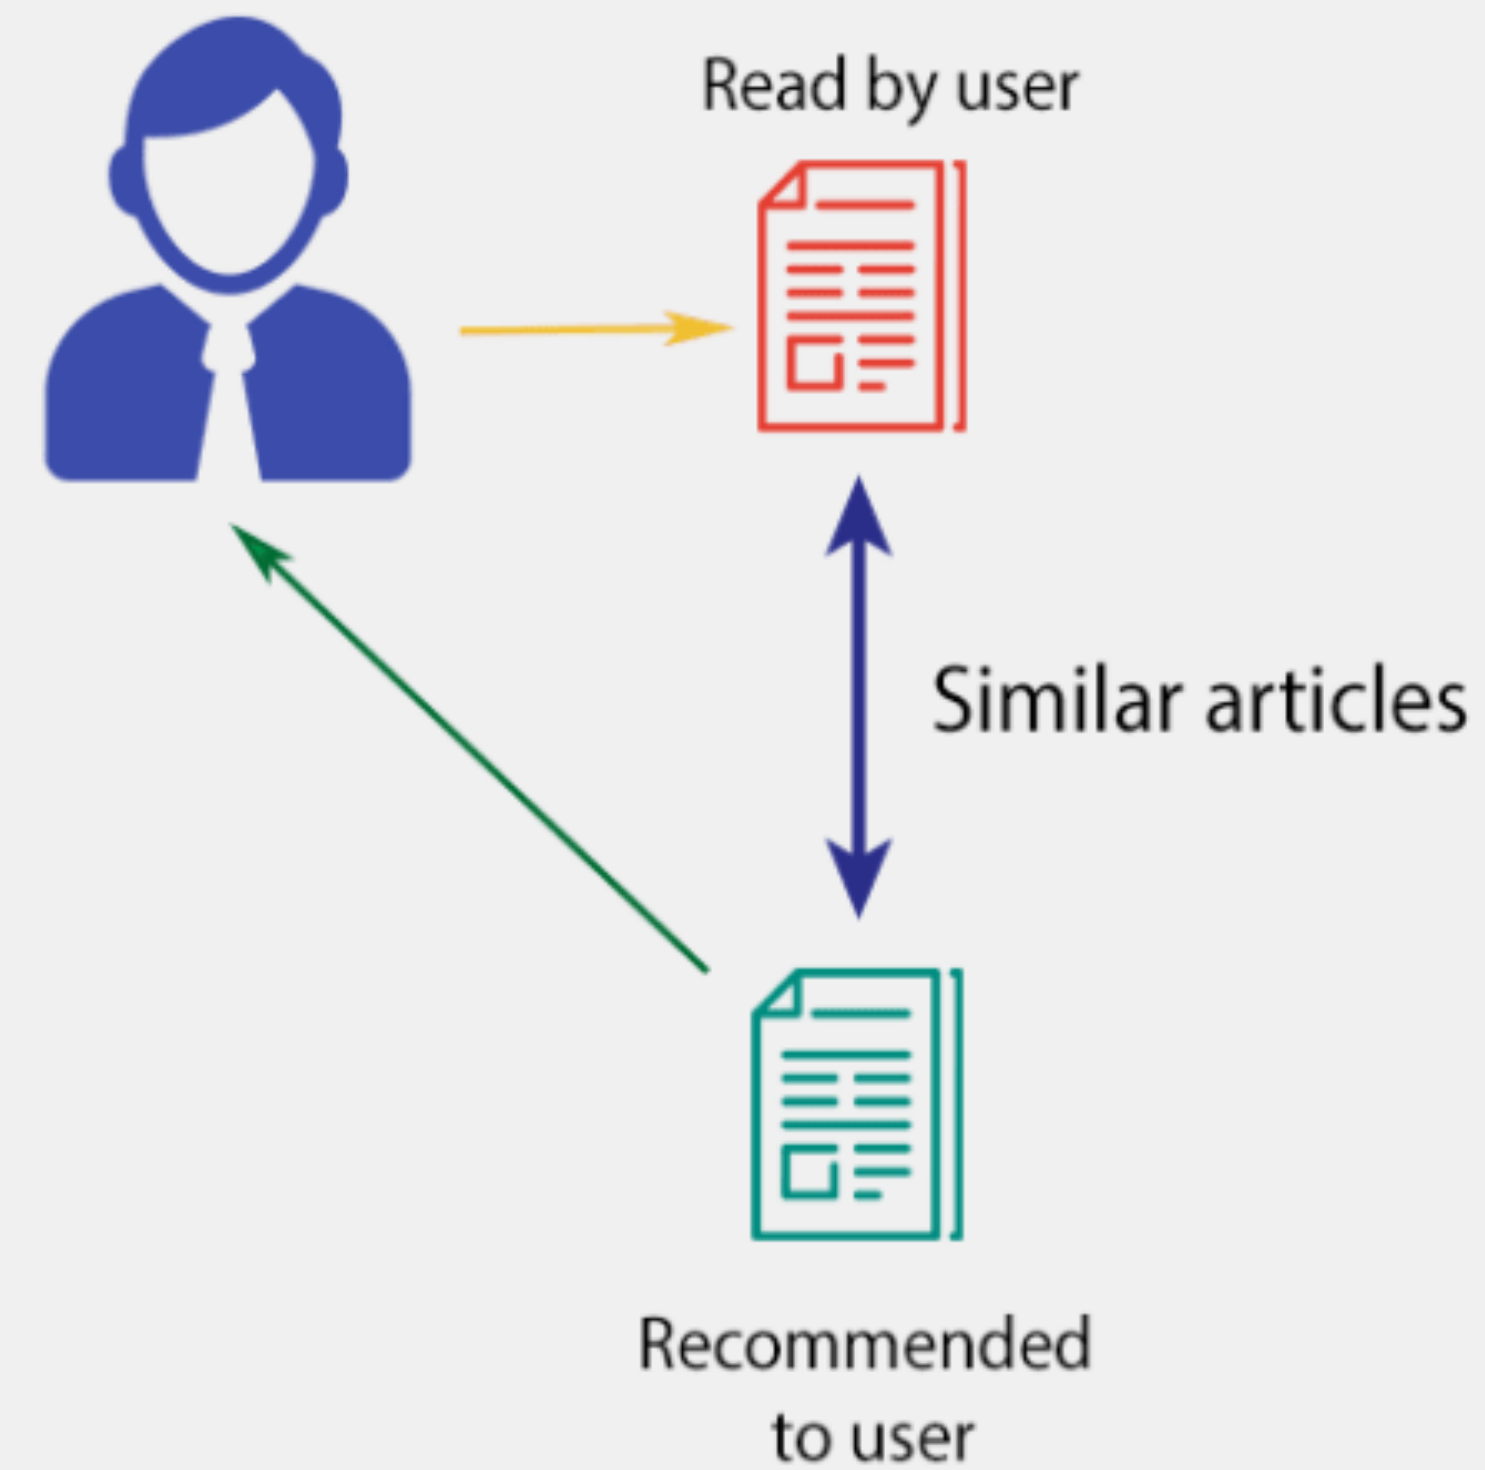 Read by user
Similar articles
Recommended
to user